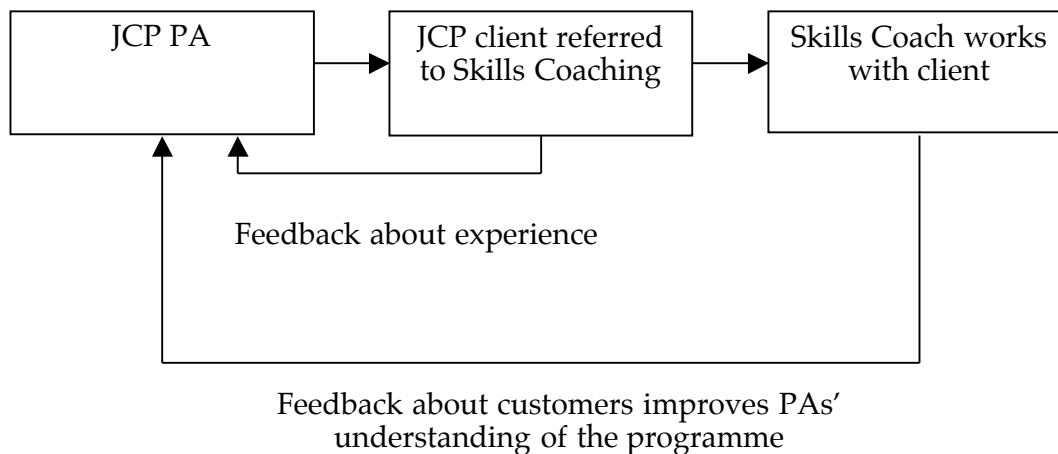 JCP PA
JCP client referred
to Skills Coaching
Skills Coach works
with client
Feedback about experience
Feedback about customers improves PAs’
understanding of the programme